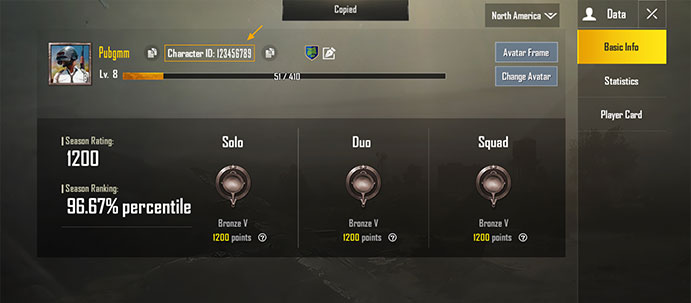 Copied
North America
Data
Pubgmm
Character ID: 123456789
Lv. 8
51 / 410
Avatar Frame
Change Avatar
Basic Info
Statistics
Player Card
Season Rating:
1200
Season Ranking:
96.67% percentile
Solo
Bronze V
1200 points
Duo
Bronze V
1200 points
Squad
Bronze V
1200 points